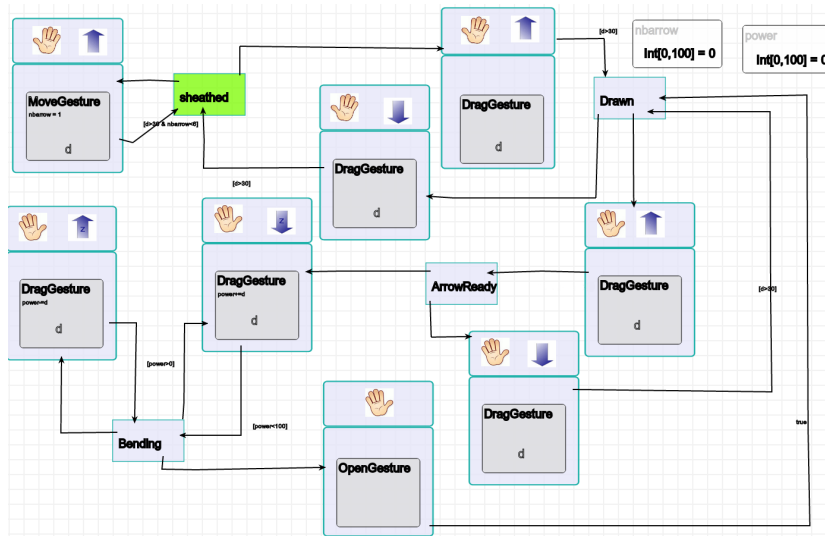 [d>30]
nbarrow
Int[0,100] = 0
power
Int[0,100] = 0
MoveGesture
nbarrow = 1
d
sheathed
[d>30 & nbarrow<6]
DragGesture
d
Drawn
DragGesture
d
[d>30]
Z
DragGesture
power-=d
d
Z
DragGesture
power+=d
d
ArrowReady
DragGesture
d
[d>30]
[power>0]
DragGesture
d
[power<100]
Bending
OpenGesture
true